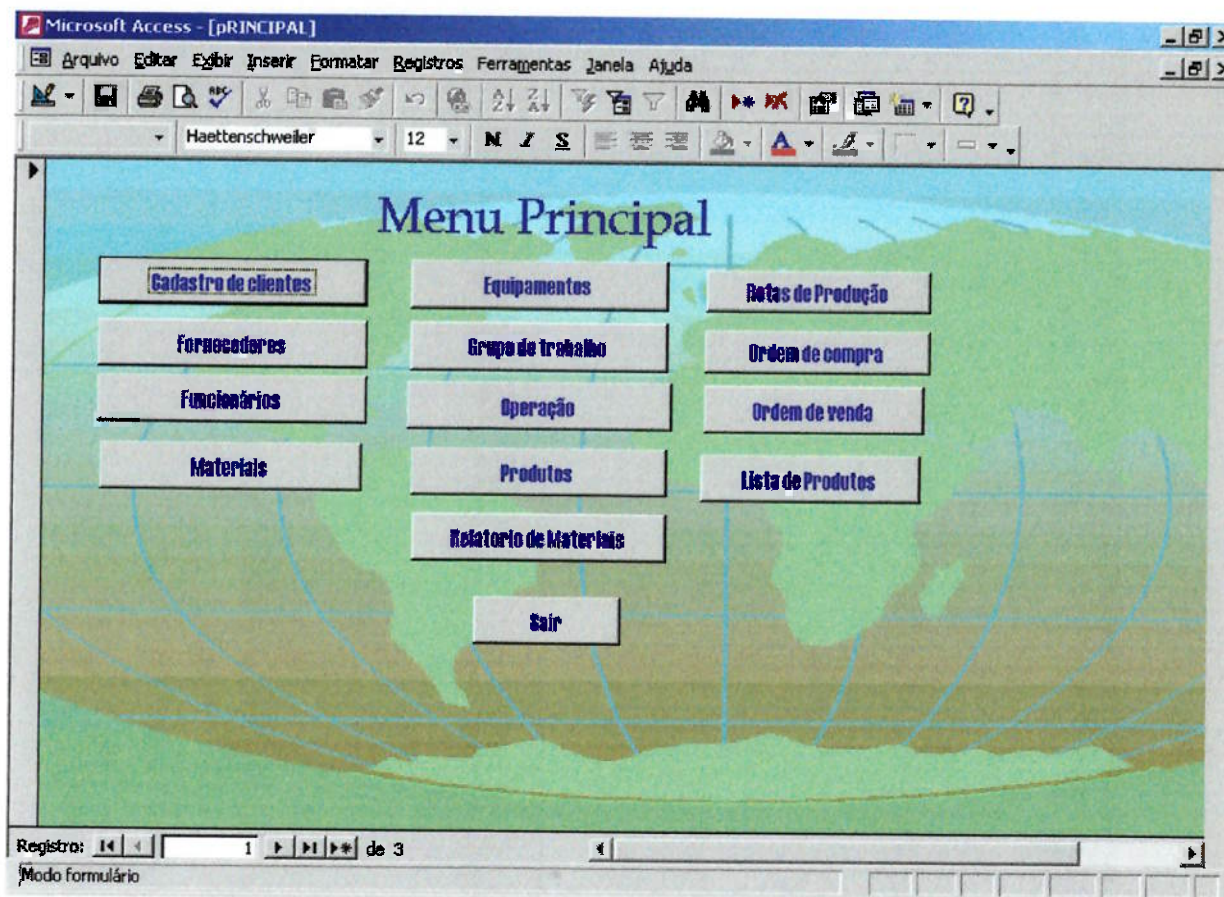 Microsoft Access - [pRINCIPAL]
Arquivo Editar Exibir Inserir Formatar Registros Ferramentas Janela Ajuda
Haettenschweiler 12 N I S
Menu Principal
Cadastro de clientes
Fornecedores
Funcionários
Materiais
Equipamentos
Grupo de trabalho
Operação
Produtos
Relatorio de Materiais
Rotas de Produção
Ordem de compra
Ordem de venda
Lista de Produtos
Sair
Registro: 1 de 3
Modo formulário